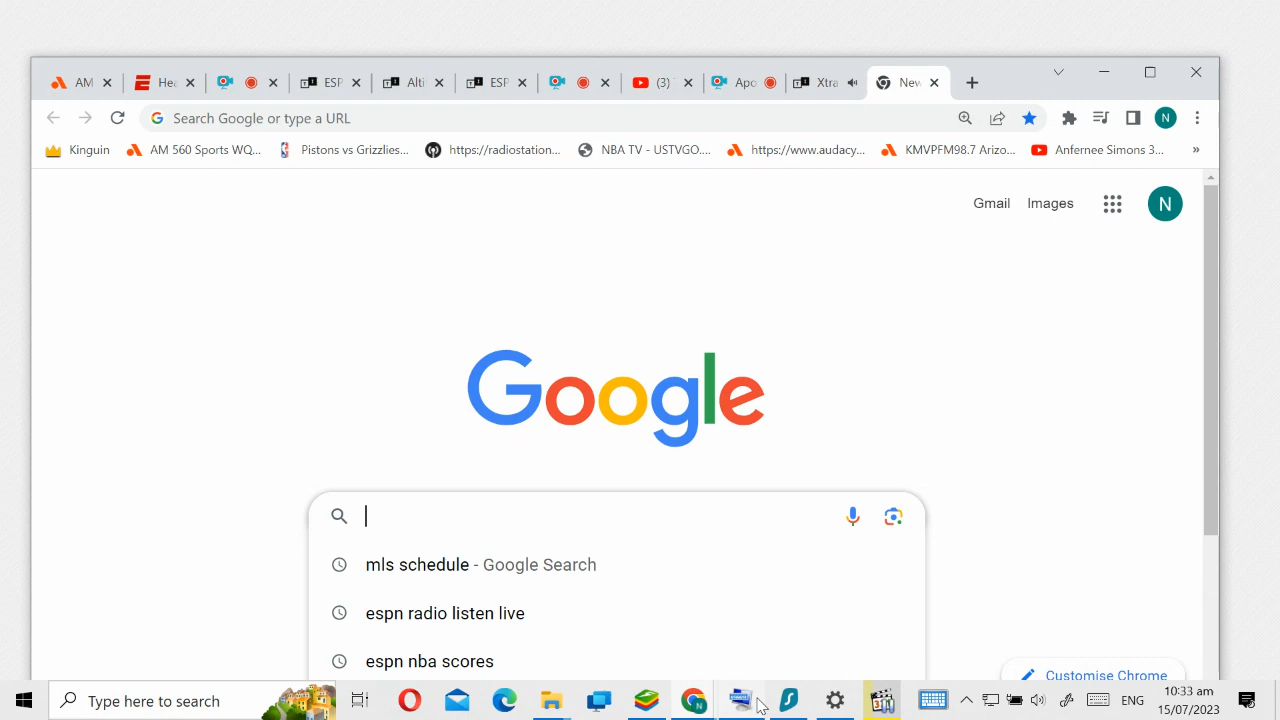 AM
Hea
ESP
Alti
ESP
(3)
Apo
Xtra
New
Search Google or type a URL
Kinguin
AM 560 Sports WQ...
Pistons vs Grizzlies...
https://radiostation...
NBA TV - USTVGO....
https://www.audacy...
KMVPFM98.7 Arizo...
Anfernee Simons 3...
»
N
Gmail
Images
N
Google
mls schedule - Google Search
espn radio listen live
espn nba scores
Customise Chrome
Type here to search
ENG
10:33 am
15/07/2023